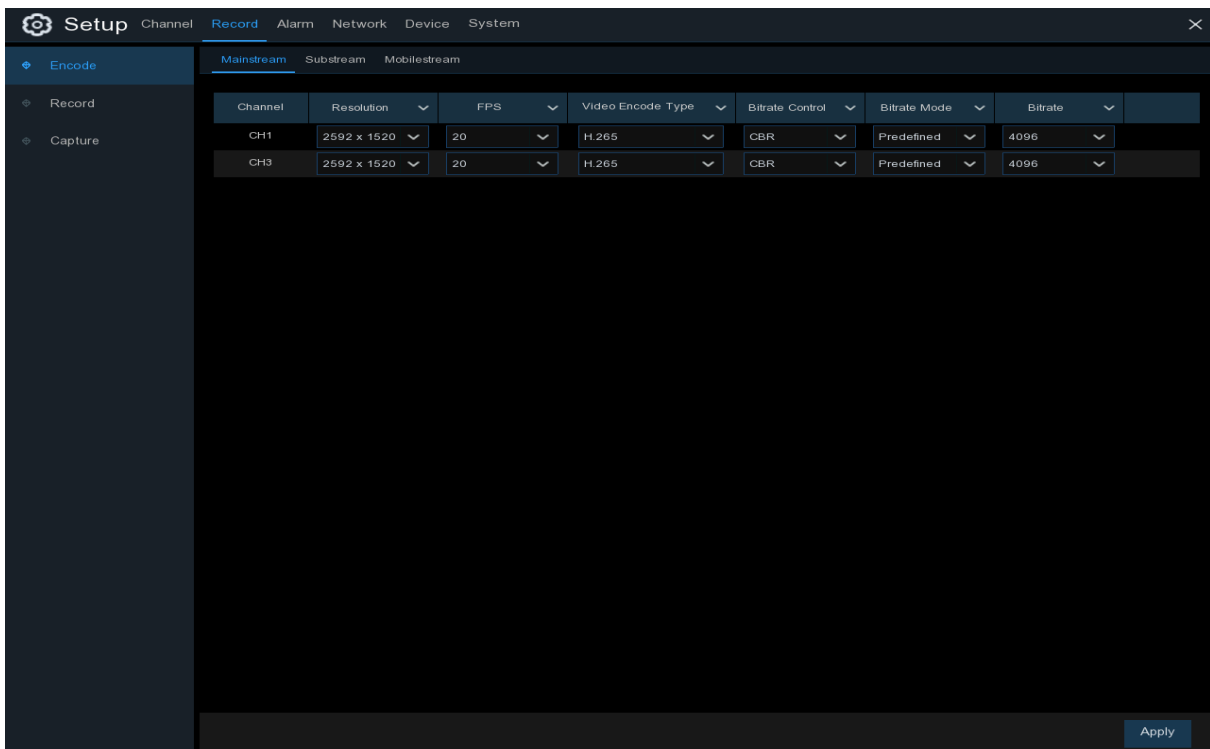 Setup Channel Record Alarm Network Device System
Encode
Record
Capture
Mainstream Substream Mobilestream
Channel Resolution FPS Video Encode Type Bitrate Control Bitrate Mode Bitrate
CH1 2592 x 1520 20 H.265 CBR Predefined 4096
CH3 2592 x 1520 20 H.265 CBR Predefined 4096
Apply